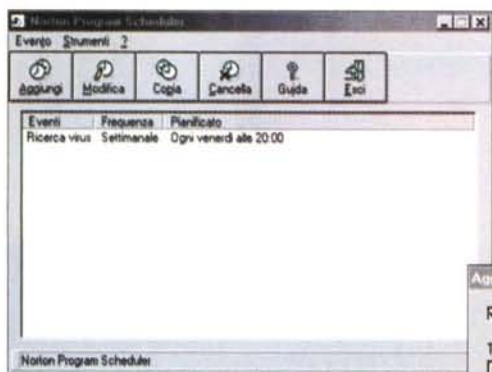 Norton Program Scheduler
Evento Strumenti ?
Aggiungi Modifica Copia Cancella Guida Esci
Eventi Frequenza Pianificato
Ricerca virus Settimanale Ogni venerdì alle 20:00
Norton Program Scheduler